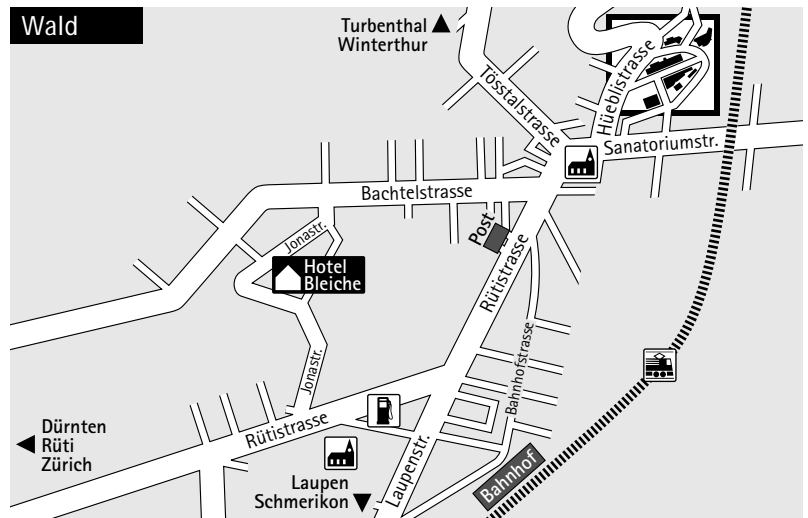 Wald
Turbenthal
Winterthur
Tösstalstrasse
Hüeblistrasse
Sanatoriumstr.
Bachtelstrasse
Post
Jonastr.
Hotel
Bleiche
Rütistrasse
Bahnhofstrasse
Jonastr.
Rütistrasse
Dürnten
Rüti
Zürich
Laupenstr.
Laupen
Schmerikon
Bahnhof